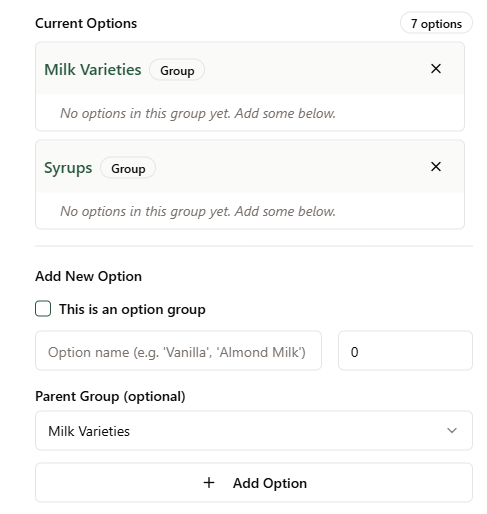 Current Options
7 options
Milk Varieties Group
No options in this group yet. Add some below.
Syrups Group
No options in this group yet. Add some below.
Add New Option
This is an option group
Option name (e.g. 'Vanilla', 'Almond Milk')
0
Parent Group (optional)
Milk Varieties
Add Option